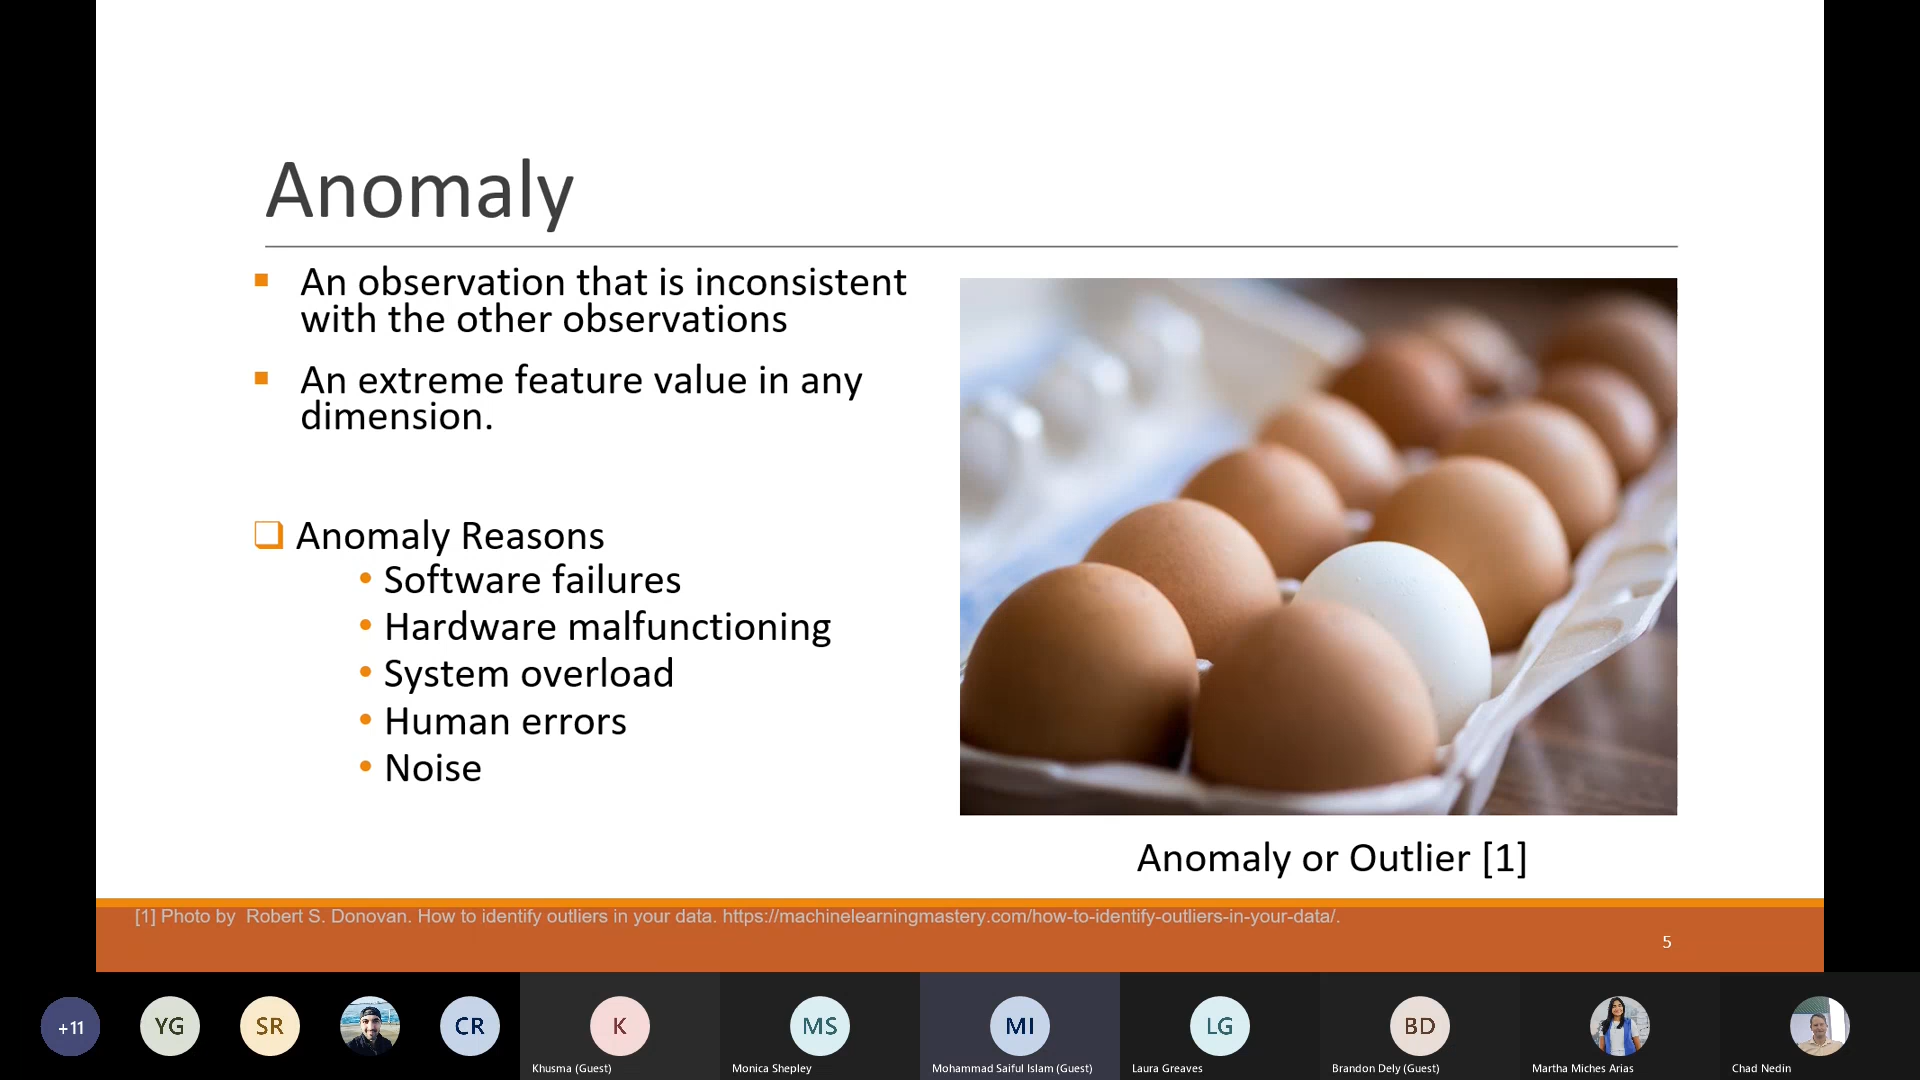 Anomaly
An observation that is inconsistent
with the other observations
An extreme feature value in any
dimension.
Anomaly Reasons
• Software failures
• Hardware malfunctioning
• System overload
• Human errors
• Noise
Anomaly or Outlier [1]
[1] Photo by Robert S. Donovan. How to identify outliers in your data. https://machinelearningmastery.com/how-to-identify-outliers-in-your-data/.
5
+11
YG
SR
CR
K
MS
MI
LG
BD
Khusma (Guest)
Monica Shepley
Mohammad Saiful Islam (Guest)
Laura Greaves
Brandon Dely (Guest)
Martha Miches Arias
Chad Nedin